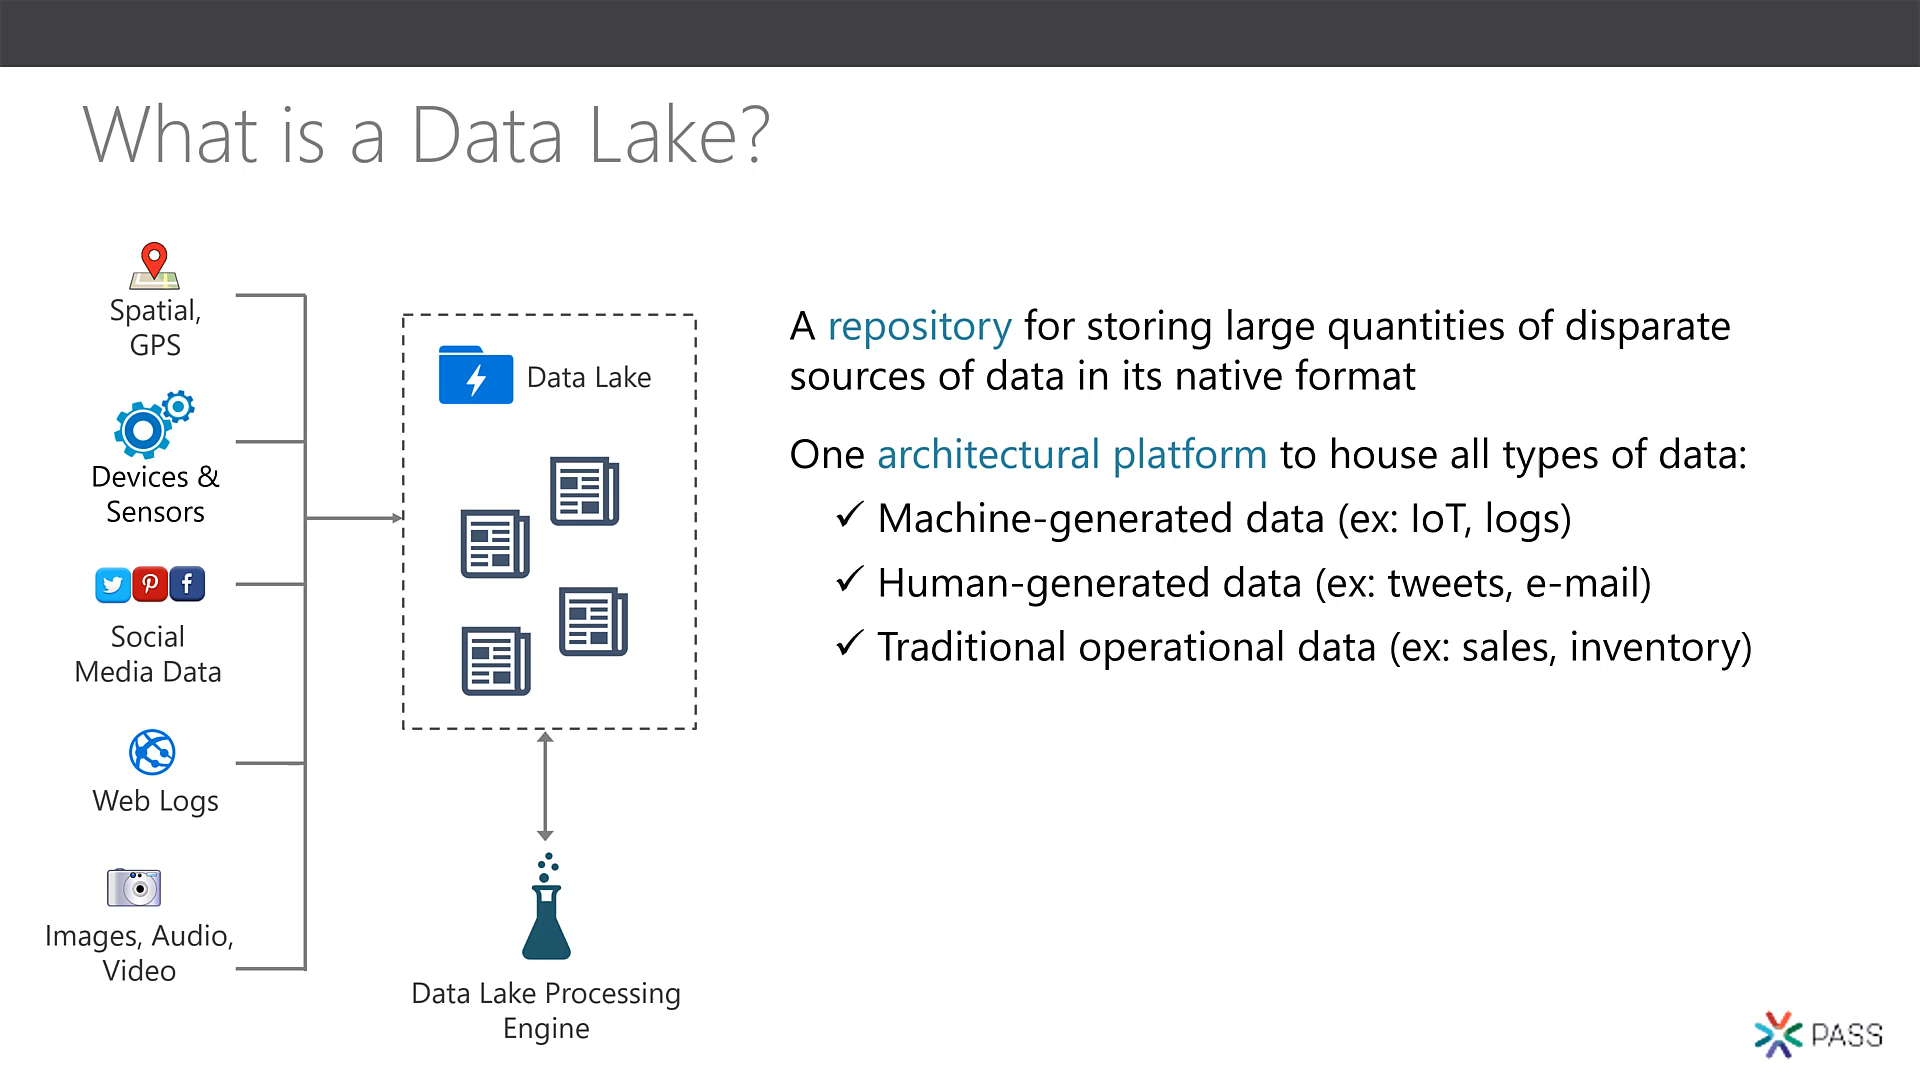 What is a Data Lake?
Spatial,
GPS
Devices &
Sensors
Social
Media Data
Web Logs
Images, Audio,
Video
Data Lake
Data Lake Processing
Engine
A repository for storing large quantities of disparate
sources of data in its native format
One architectural platform to house all types of data:
✓ Machine-generated data (ex: IoT, logs)
✓ Human-generated data (ex: tweets, e-mail)
✓ Traditional operational data (ex: sales, inventory)
PASS